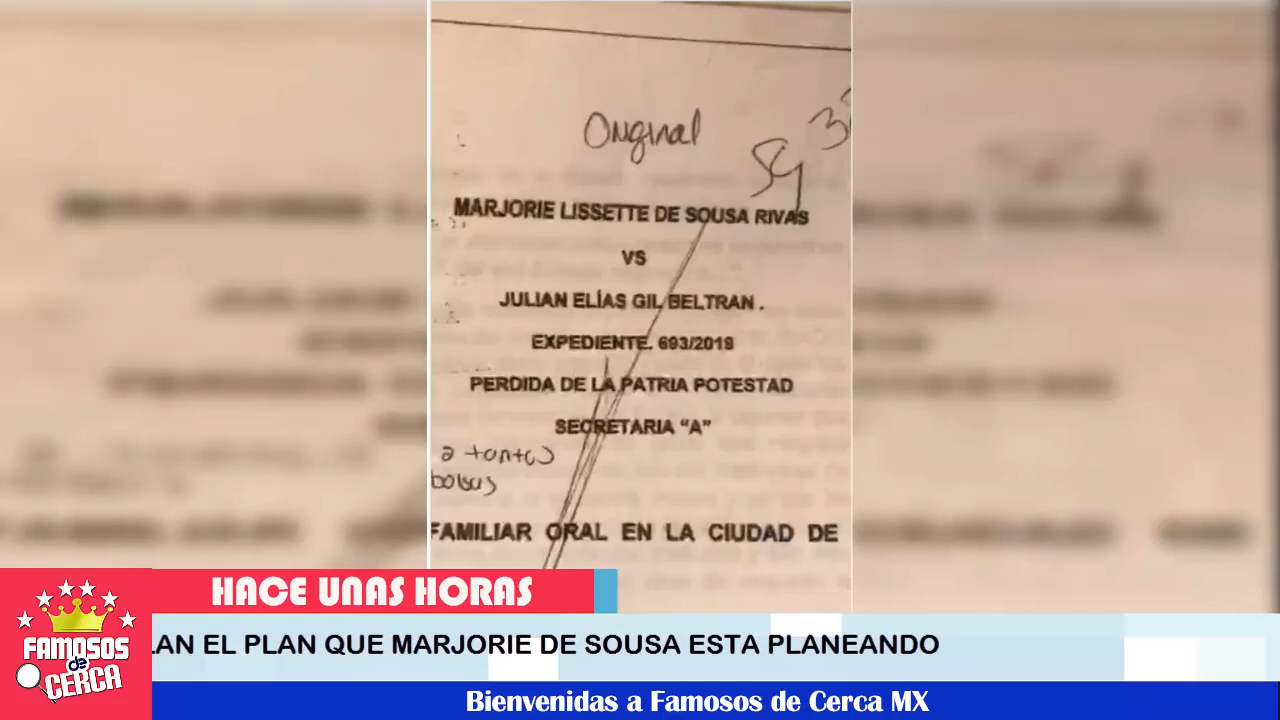 Original
MARJORIE LISSETTE DE SOUSA RIVAS
VS
JULIAN ELÍAS GIL BELTRAN .
EXPEDIENTE. 693/2019
PERDIDA DE LA PATRIA POTESTAD
SECRETARIA “A”
FAMILIAR ORAL EN LA CIUDAD DE
HACE UNAS HORAS
LAN EL PLAN QUE MARJORIE DE SOUSA ESTA PLANEANDO
FAMOSOS
de
CERCA
Bienvenidas a Famosos de Cerca MX